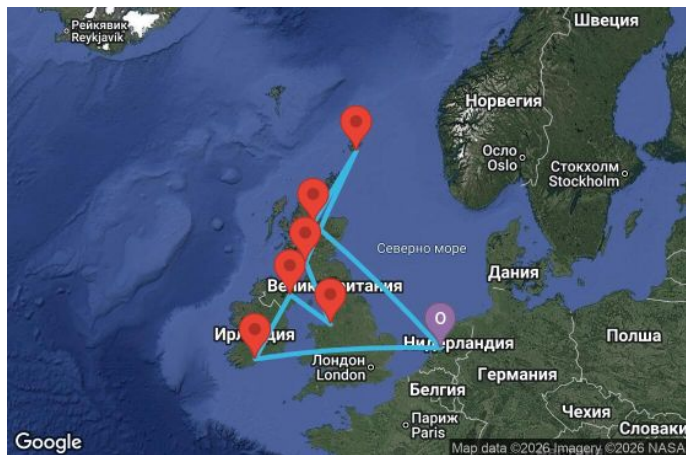 Швеция
Рейкявик
Reykjavik
Норвегия
Осло
Oslo
Стокхолм
Stockholm
Северно море
Дания
Великобритания
Ирландия
Нидерландия
Полша
Лондон
London
Германия
Белгия
Чехия
Париж
Paris
Словаки
Google
Map data ©2026 Imagery ©2026 NASA